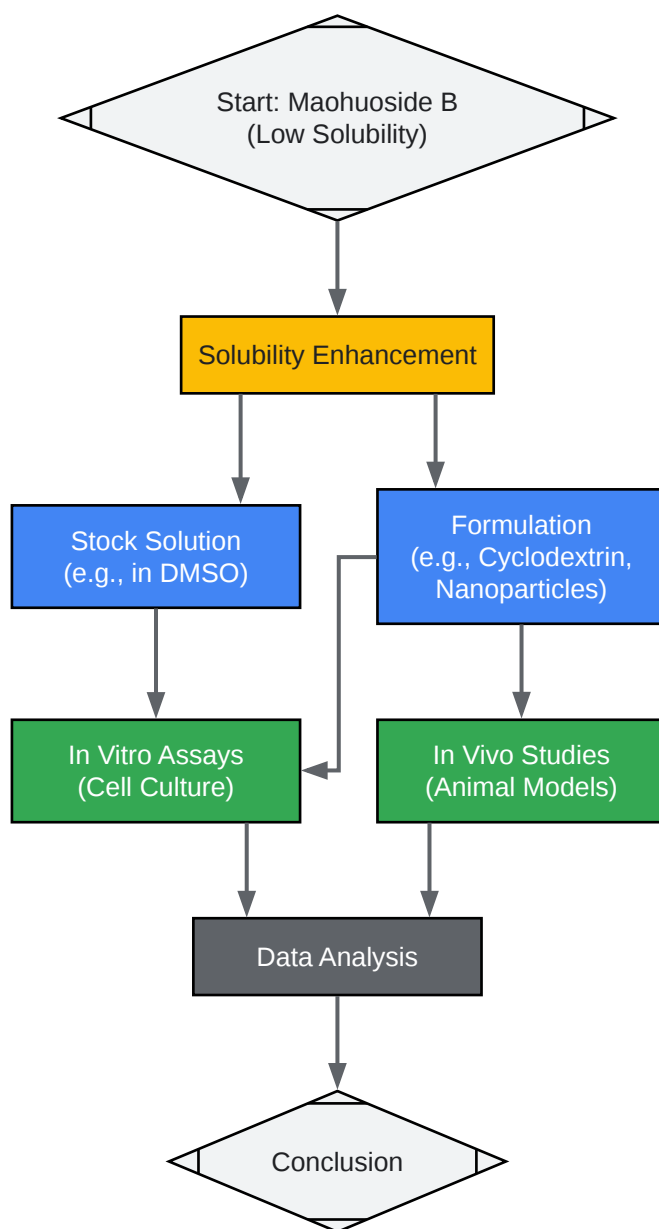 Start: Maohuoside B
(Low Solubility)
Solubility Enhancement
Stock Solution
(e.g., in DMSO)
Formulation
(e.g., Cyclodextrin,
Nanoparticles)
In Vitro Assays
(Cell Culture)
In Vivo Studies
(Animal Models)
Data Analysis
Conclusion